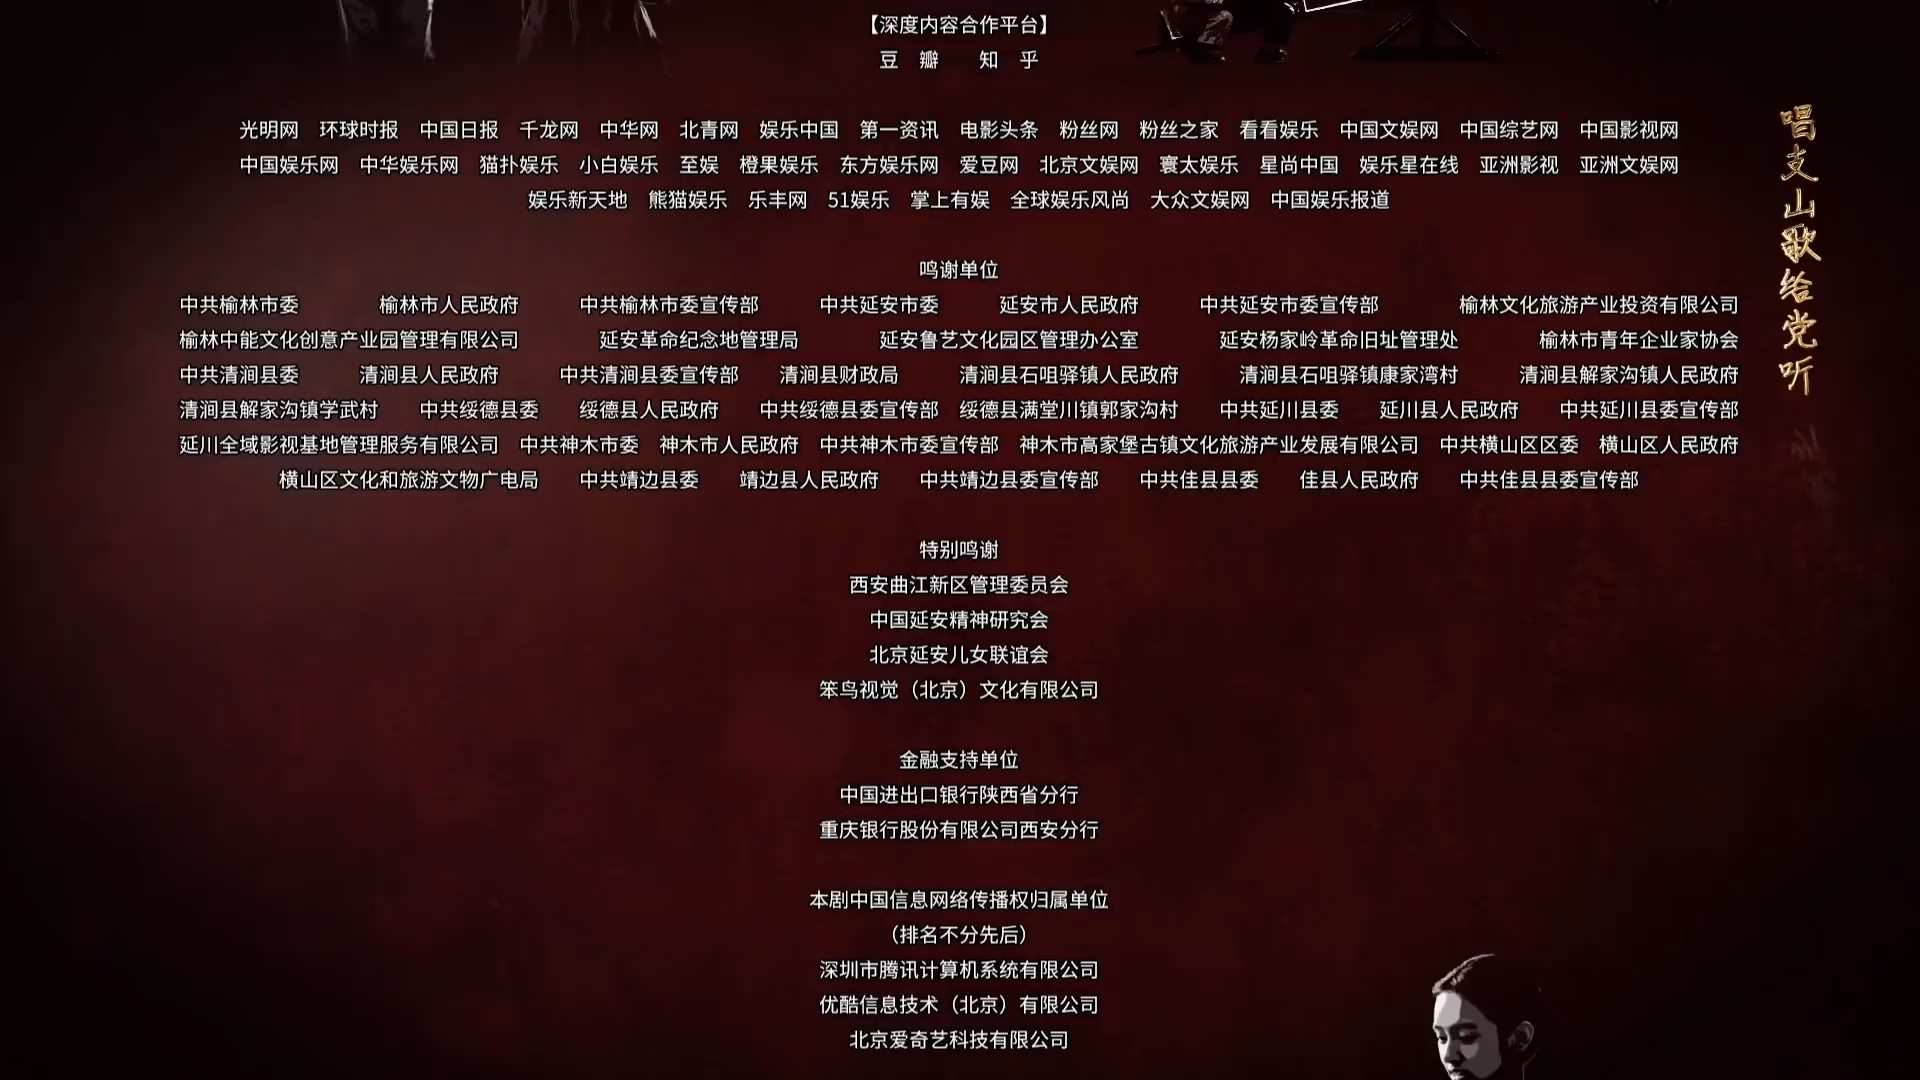 【深度内容合作平台】
豆 瓣  知 乎
光明网 环球时报 中国日报 千龙网 中华网 北青网 娱乐中国 第一资讯 电影头条 粉丝网 粉丝之家 看看娱乐 中国文娱网 中国综艺网 中国影视网
中国娱乐网 中华娱乐网 猫扑娱乐 小白娱乐 至娱 橙果娱乐 东方娱乐网 爱豆网 北京文娱网 寰太娱乐 星尚中国 娱乐星在线 亚洲影视 亚洲文娱网
娱乐新天地 熊猫娱乐 乐丰网 51娱乐 掌上有娱 全球娱乐风尚 大众文娱网 中国娱乐报道
鸣谢单位
中共榆林市委 榆林市人民政府 中共榆林市委宣传部 中共延安市委 延安市人民政府 中共延安市委宣传部 榆林文化旅游产业投资有限公司
榆林中能文化创意产业园管理有限公司 延安革命纪念地管理局 延安鲁艺文化园区管理办公室 延安杨家岭革命旧址管理处 榆林市青年企业家协会
中共清涧县委 清涧县人民政府 中共清涧县委宣传部 清涧县财政局 清涧县石咀驿镇人民政府 清涧县石咀驿镇康家湾村 清涧县解家沟镇人民政府
清涧县解家沟镇学武村 中共绥德县委 绥德县人民政府 中共绥德县委宣传部 绥德县满堂川镇郭家沟村 中共延川县委 延川县人民政府 中共延川县委宣传部
延川全域影视基地管理服务有限公司 中共神木市委 神木市人民政府 中共神木市委宣传部 神木市高家堡古镇文化旅游产业发展有限公司 中共横山区区委 横山区人民政府
横山区文化和旅游文物广电局 中共靖边县委 靖边县人民政府 中共靖边县委宣传部 中共佳县县委 佳县人民政府 中共佳县县委宣传部
特别鸣谢
西安曲江新区管理委员会
中国延安精神研究会
北京延安儿女联谊会
笨鸟视觉（北京）文化有限公司
金融支持单位
中国进出口银行陕西省分行
重庆银行股份有限公司西安分行
本剧中国信息网络传播权归属单位
（排名不分先后）
深圳市腾讯计算机系统有限公司
优酷信息技术（北京）有限公司
北京爱奇艺科技有限公司
唱支山歌给党听